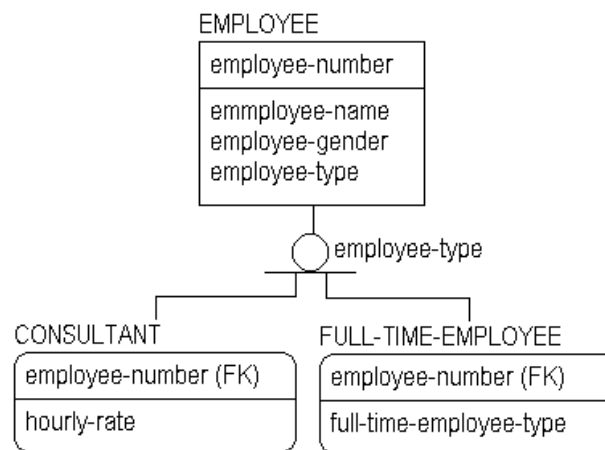 EMPLOYEE
employee-number
emmployee-name
employee-gender
employee-type
employee-type
CONSULTANT
employee-number (FK)
hourly-rate
FULL-TIME-EMPLOYEE
employee-number (FK)
full-time-employee-type